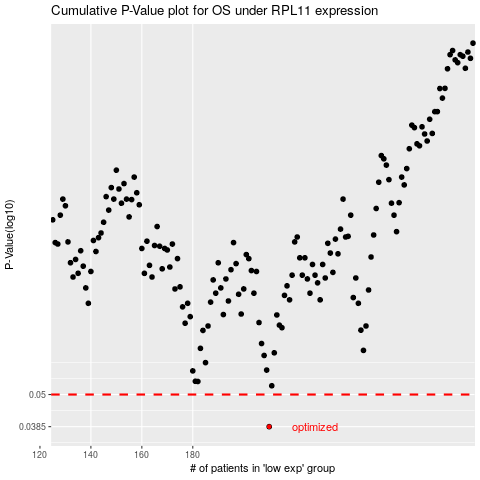 Cumulative P-Value plot for OS under RPL11 expression
P-Value(log10)
0.05
0.0385
optimized
120 140 160 180
# of patients in 'low exp' group